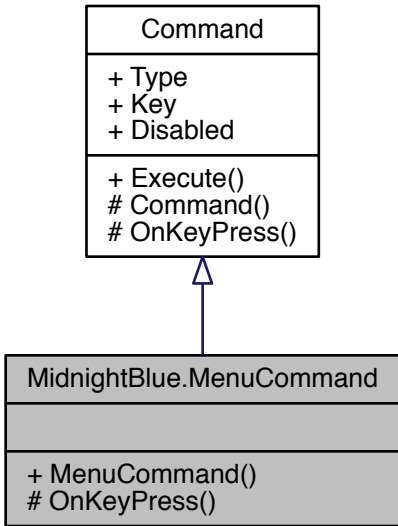 Command
+ Type
+ Key
+ Disabled
+ Execute()
# Command()
# OnKeyPress()
MidnightBlue.MenuCommand
+ MenuCommand()
# OnKeyPress()